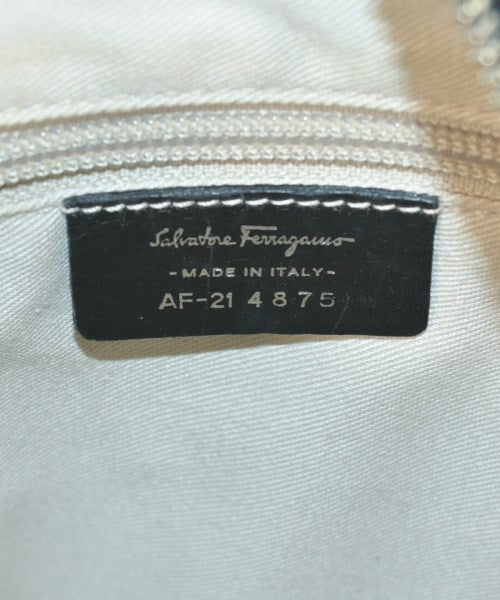 Salvatore Ferragamo
- MADE IN ITALY -
AF-21 4875